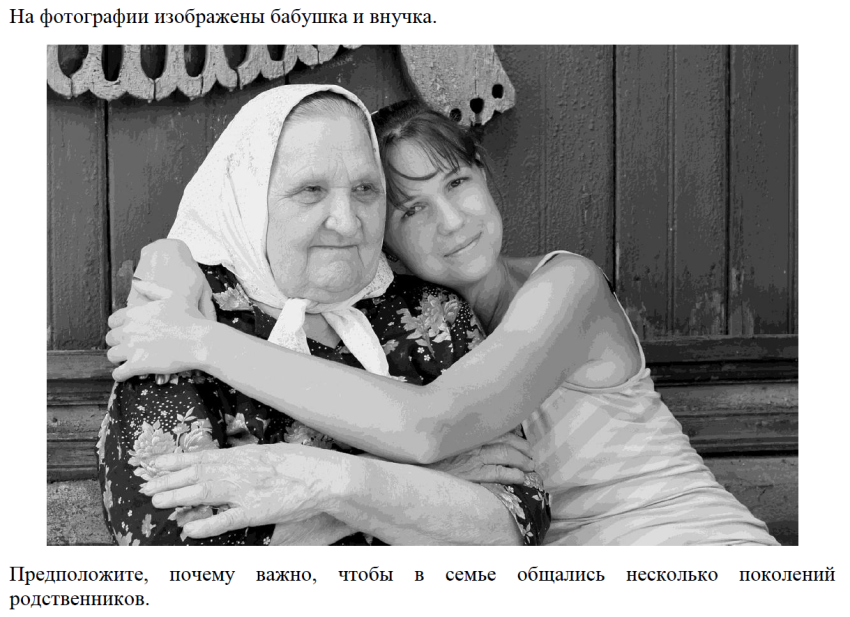 На фотографии изображены бабушка и внучка.
Предположите, почему важно, чтобы в семье общались несколько поколений
родственников.